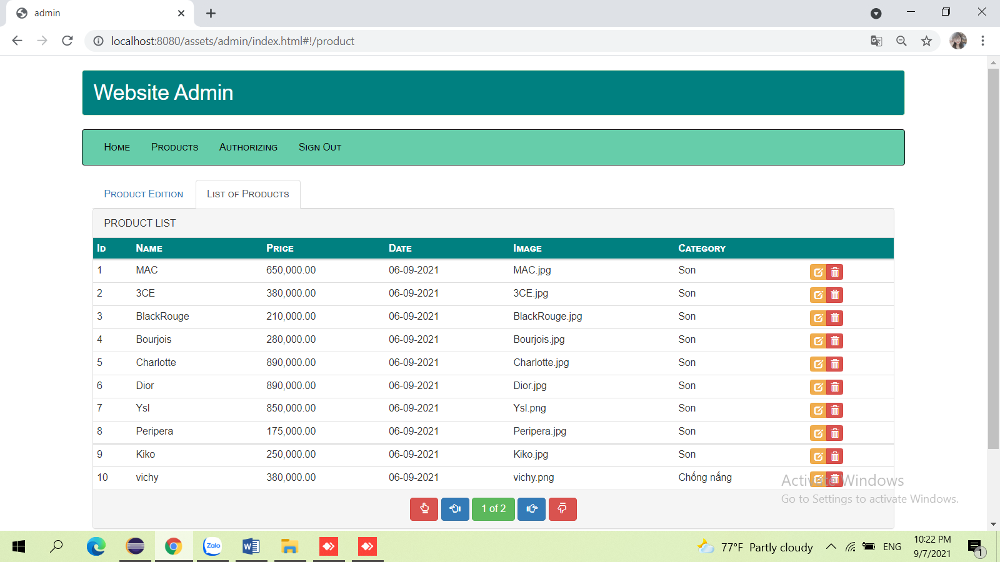 admin
localhost:8080/assets/admin/index.html#!/product
Website Admin
Home Products Authorizing Sign Out
Product Edition List of Products
PRODUCT LIST
Id Name Price Date Image Category
1 MAC 650,000.00 06-09-2021 MAC.jpg Son
2 3CE 380,000.00 06-09-2021 3CE.jpg Son
3 BlackRouge 210,000.00 06-09-2021 BlackRouge.jpg Son
4 Bourjois 280,000.00 06-09-2021 Bourjois.jpg Son
5 Charlotte 890,000.00 06-09-2021 Charlotte.jpg Son
6 Dior 890,000.00 06-09-2021 Dior.jpg Son
7 Ysl 850,000.00 06-09-2021 Ysl.png Son
8 Peripera 175,000.00 06-09-2021 Peripera.jpg Son
9 Kiko 250,000.00 06-09-2021 Kiko.jpg Son
10 vichy 380,000.00 06-09-2021 vichy.png Chống nắng
Activate Windows
Go to Settings to activate Windows.
1 of 2
Zalo
77°F Partly cloudy
ENG
10:22 PM
9/7/2021
1